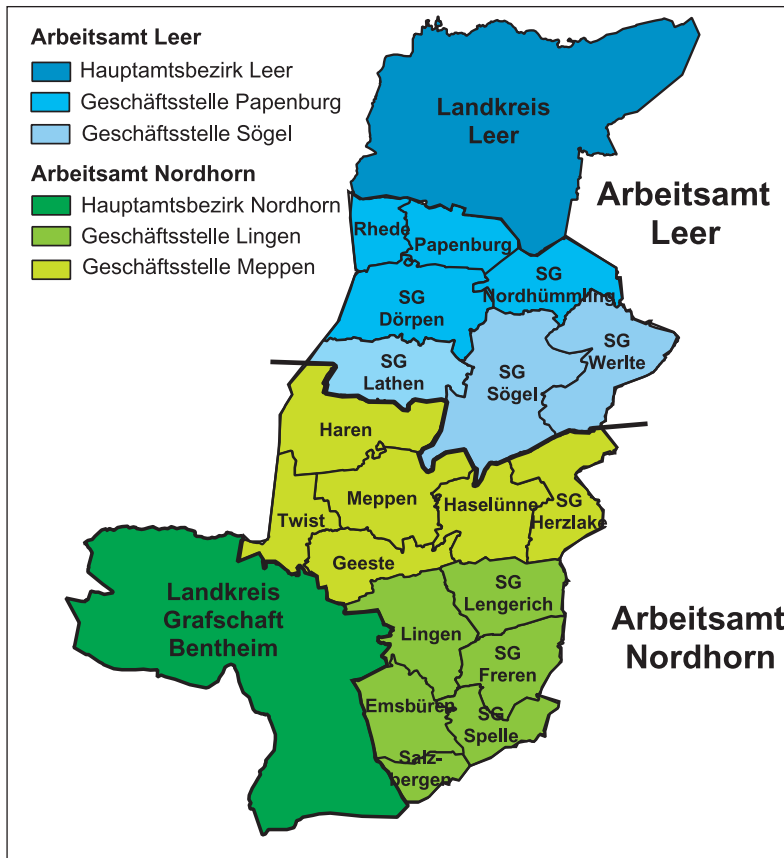 Arbeitsamt Leer
Hauptamtsbezirk Leer
Geschäftsstelle Papenburg
Geschäftsstelle Sögel
Arbeitsamt Nordhorn
Hauptamtsbezirk Nordhorn
Geschäftsstelle Lingen
Geschäftsstelle Meppen
Landkreis
Leer
Arbeitsamt
Leer
Rhede
Papenburg
SG
Nordhümmling
SG
Dörpen
SG
Werlte
SG
Lathen
SG
Sögel
Haren
Meppen
Haselünne
SG
Herzlake
Twist
Geeste
Landkreis
Grafschaft
Bentheim
SG
Lengerich
Lingen
Arbeitsamt
Nordhorn
SG
Freren
Emsbüren
SG
Spelle
Salz-
bergen